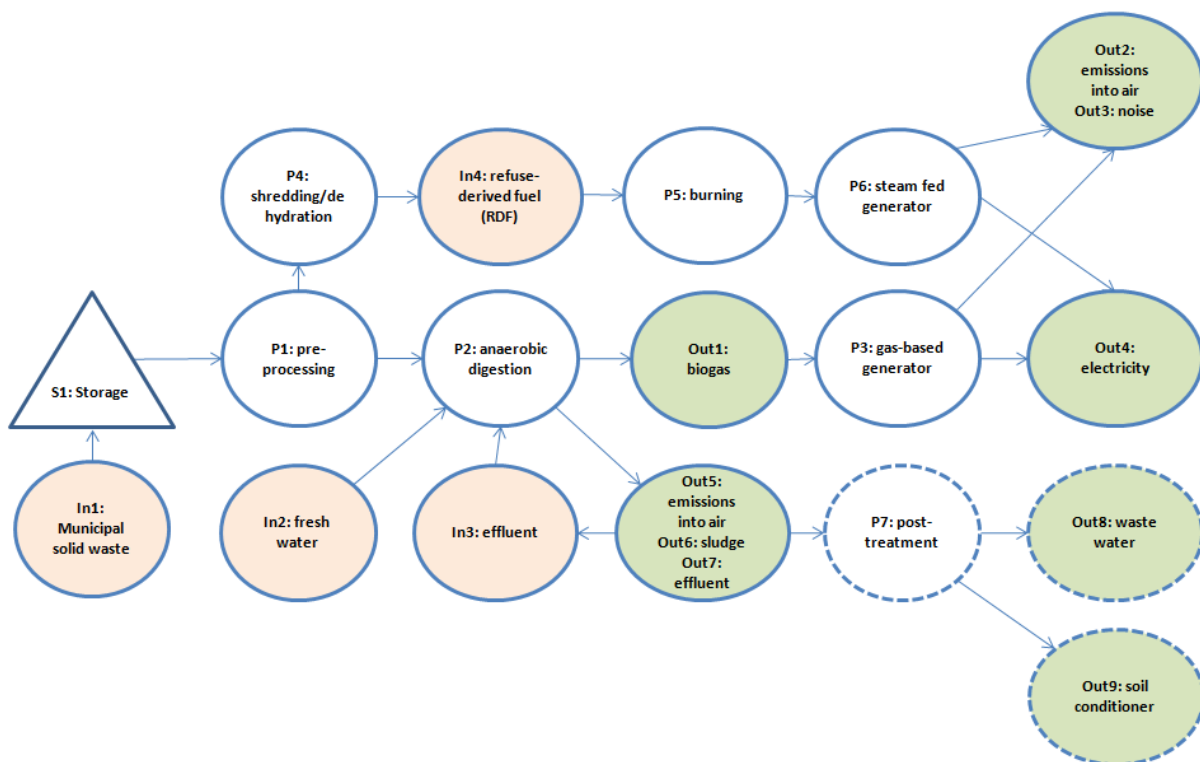 Out2:
emissions
into air
Out3: noise
P4:
shredding/de
hydration
In4: refuse-
derived fuel
(RDF)
P5: burning
P6: steam fed
generator
S1: Storage
P1: pre-
processing
P2: anaerobic
digestion
Out1:
biogas
P3: gas-based
generator
Out4:
electricity
In1:
Municipal
solid waste
In2: fresh
water
In3: effluent
Out5:
emissions
into air
Out6: sludge
Out7:
effluent
P7: post-
treatment
Out8: waste
water
Out9: soil
conditioner